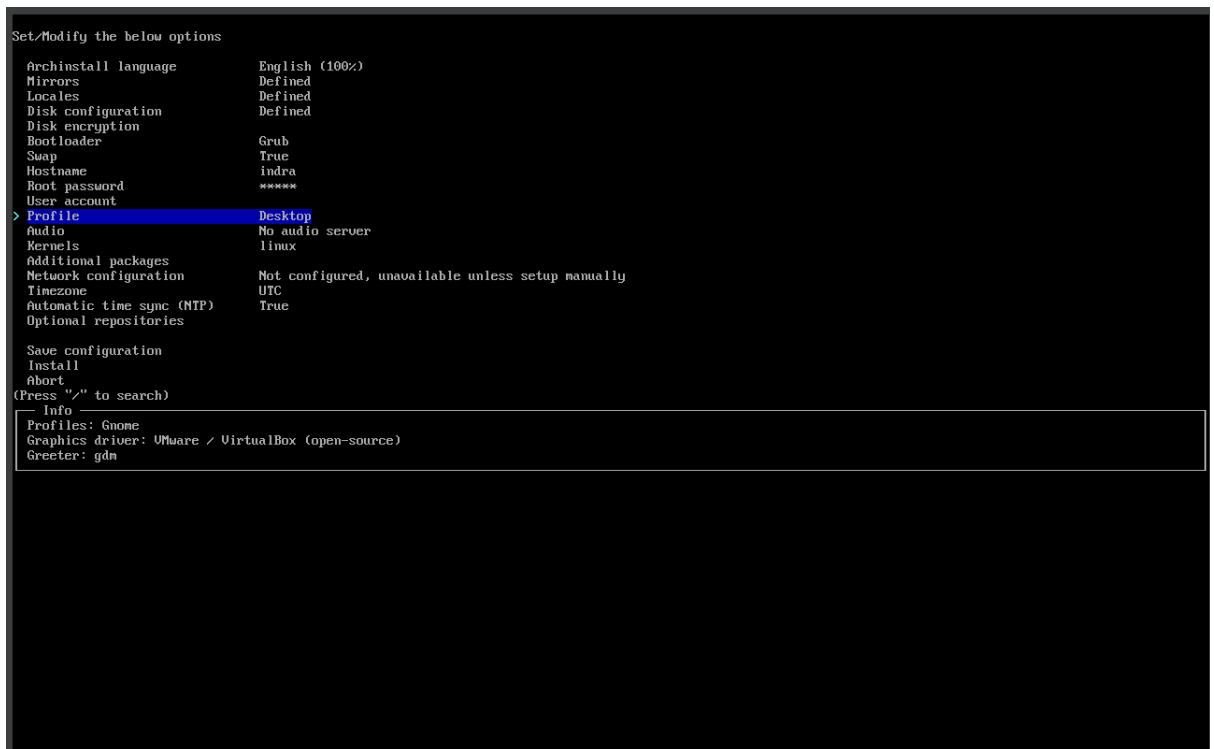 Set/Modify the below options
Archinstall language English (100%)
Mirrors Defined
Locales Defined
Disk configuration Defined
Disk encryption
Bootloader Grub
Swap True
Hostname indra
Root password *****
User account
> Profile Desktop
Audio No audio server
Kernels linux
Additional packages
Network configuration Not configured, unavailable unless setup manually
Timezone UTC
Automatic time sync (NTP) True
Optional repositories
Save configuration
Install
Abort
(Press "/" to search)
Info
Profiles: Gnome
Graphics driver: VMware / VirtualBox (open-source)
Greeter: gdm